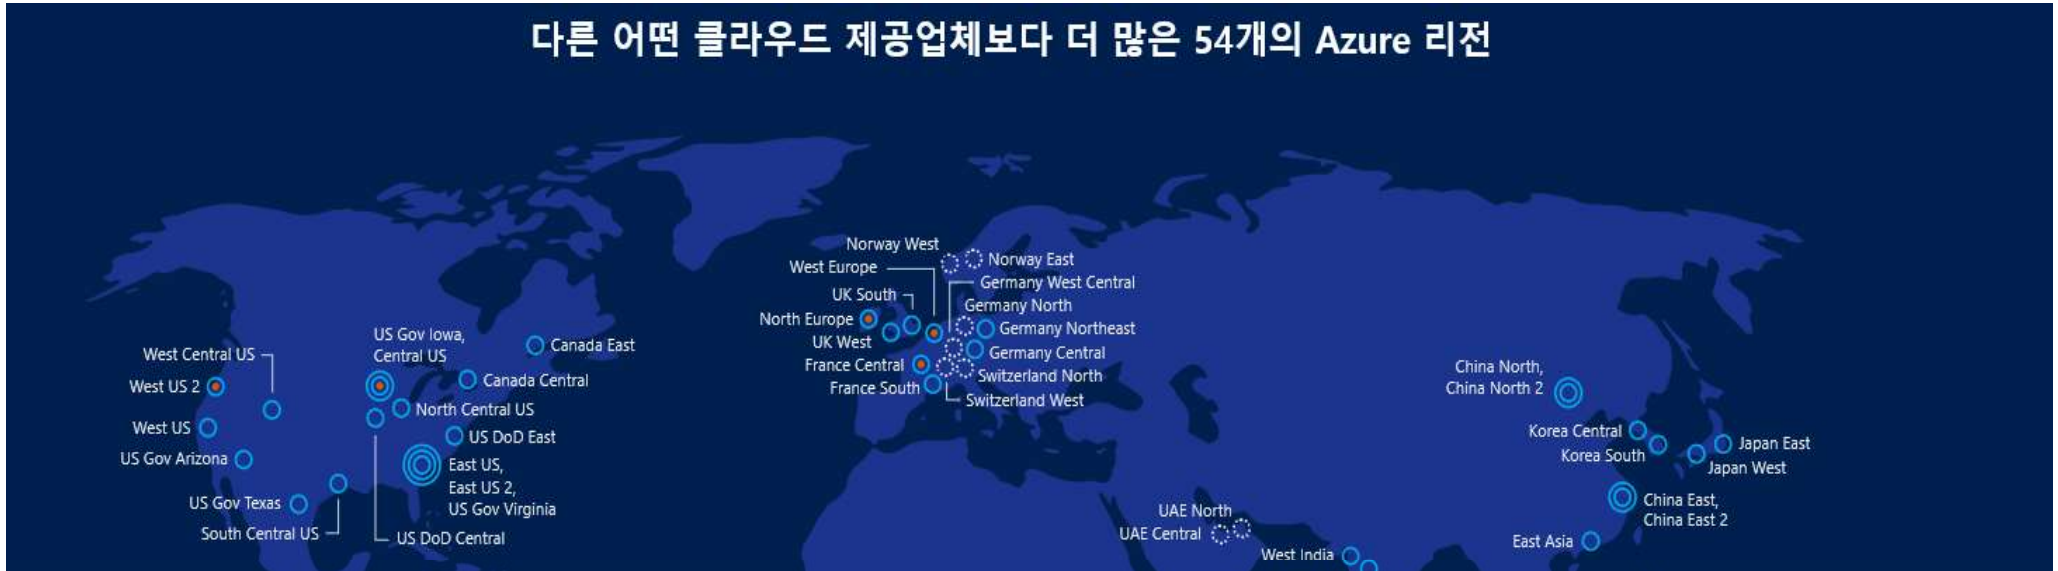 다른 어떤 클라우드 제공업체보다 더 많은 54개의 Azure 리전
Norway West
Norway East
West Europe
Germany West Central
UK South
Germany North
North Europe
Germany Northeast
UK West
Germany Central
France Central
Switzerland North
France South
Switzerland West
US Gov Iowa,
Central US
Canada East
West Central US
West US 2
Canada Central
North Central US
West US
US DoD East
US Gov Arizona
East US,
East US 2,
US Gov Virginia
US Gov Texas
South Central US
US DoD Central
China North,
China North 2
Korea Central
Japan East
Korea South
Japan West
China East,
China East 2
UAE North
UAE Central
East Asia
West India